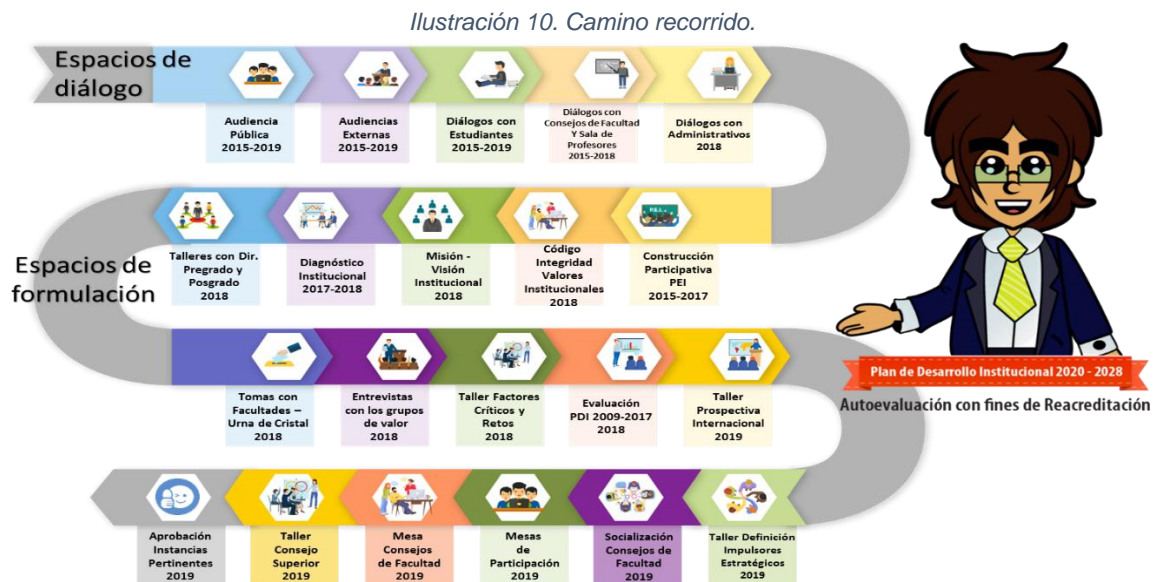 Ilustración 10. Camino recorrido.
Espacios de
diálogo
Audiencia
Pública
2015-2019
Audiencias
Externas
2015-2019
Diálogos con
Estudiantes
2015-2019
Diálogos con
Consejos de Facultad
Y Sala de
Profesores
2015-2018
Diálogos con
Administrativos
2018
Espacios de
formulación
Talleres con Dir.
Pregrado y
Posgrado
2018
Diagnóstico
Institucional
2017-2018
Misión -
Visión
Institucional
2018
Código
Integridad
Valores
Institucionales
2018
P.E.I.
Construcción
Participativa
PEI
2015-2017
Tomas con
Facultades –
Urna de Cristal
2018
Entrevistas
con los grupos
de valor
2018
Taller Factores
Críticos y
Retos
2018
Evaluación
PDI 2009-2017
2018
Taller
Prospectiva
Internacional
2019
Aprobación
Instancias
Pertinentes
2019
Taller
Consejo
Superior
2019
Mesa
Consejos
de Facultad
2019
Mesas
de
Participación
2019
Socialización
Consejos de
Facultad
2019
Taller Definición
Impulsores
Estratégicos
2019
Plan de Desarrollo Institucional 2020 - 2028
Autoevaluación con fines de Reacreditación